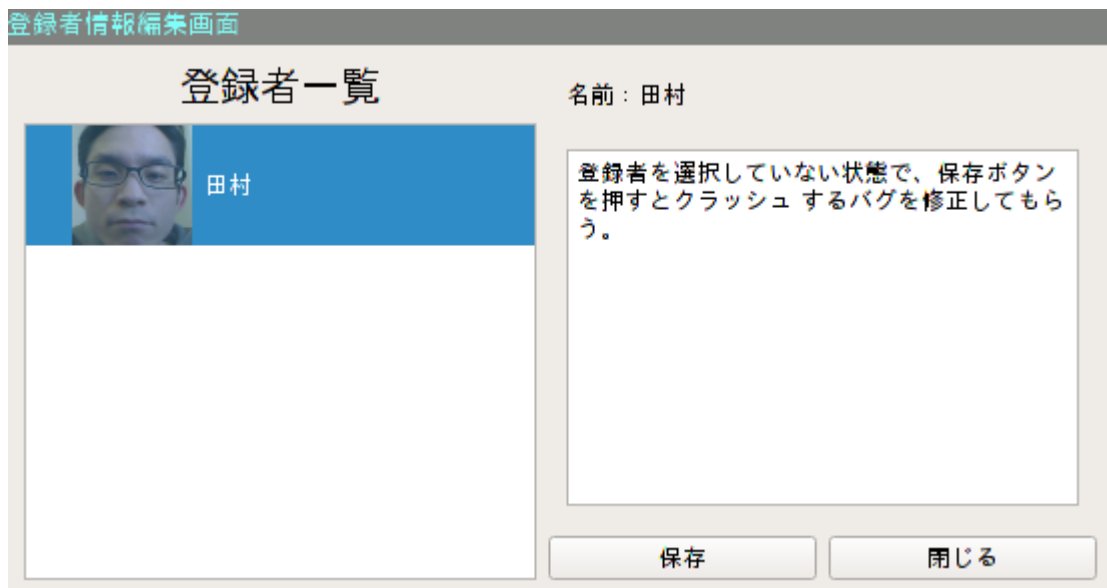 登録者情報編集画面
登録者一覧
田村
名前：田村
登録者を選択していない状態で、保存ボタン
を押すとクラッシュ するバグを修正してもら
う。
保存
閉じる